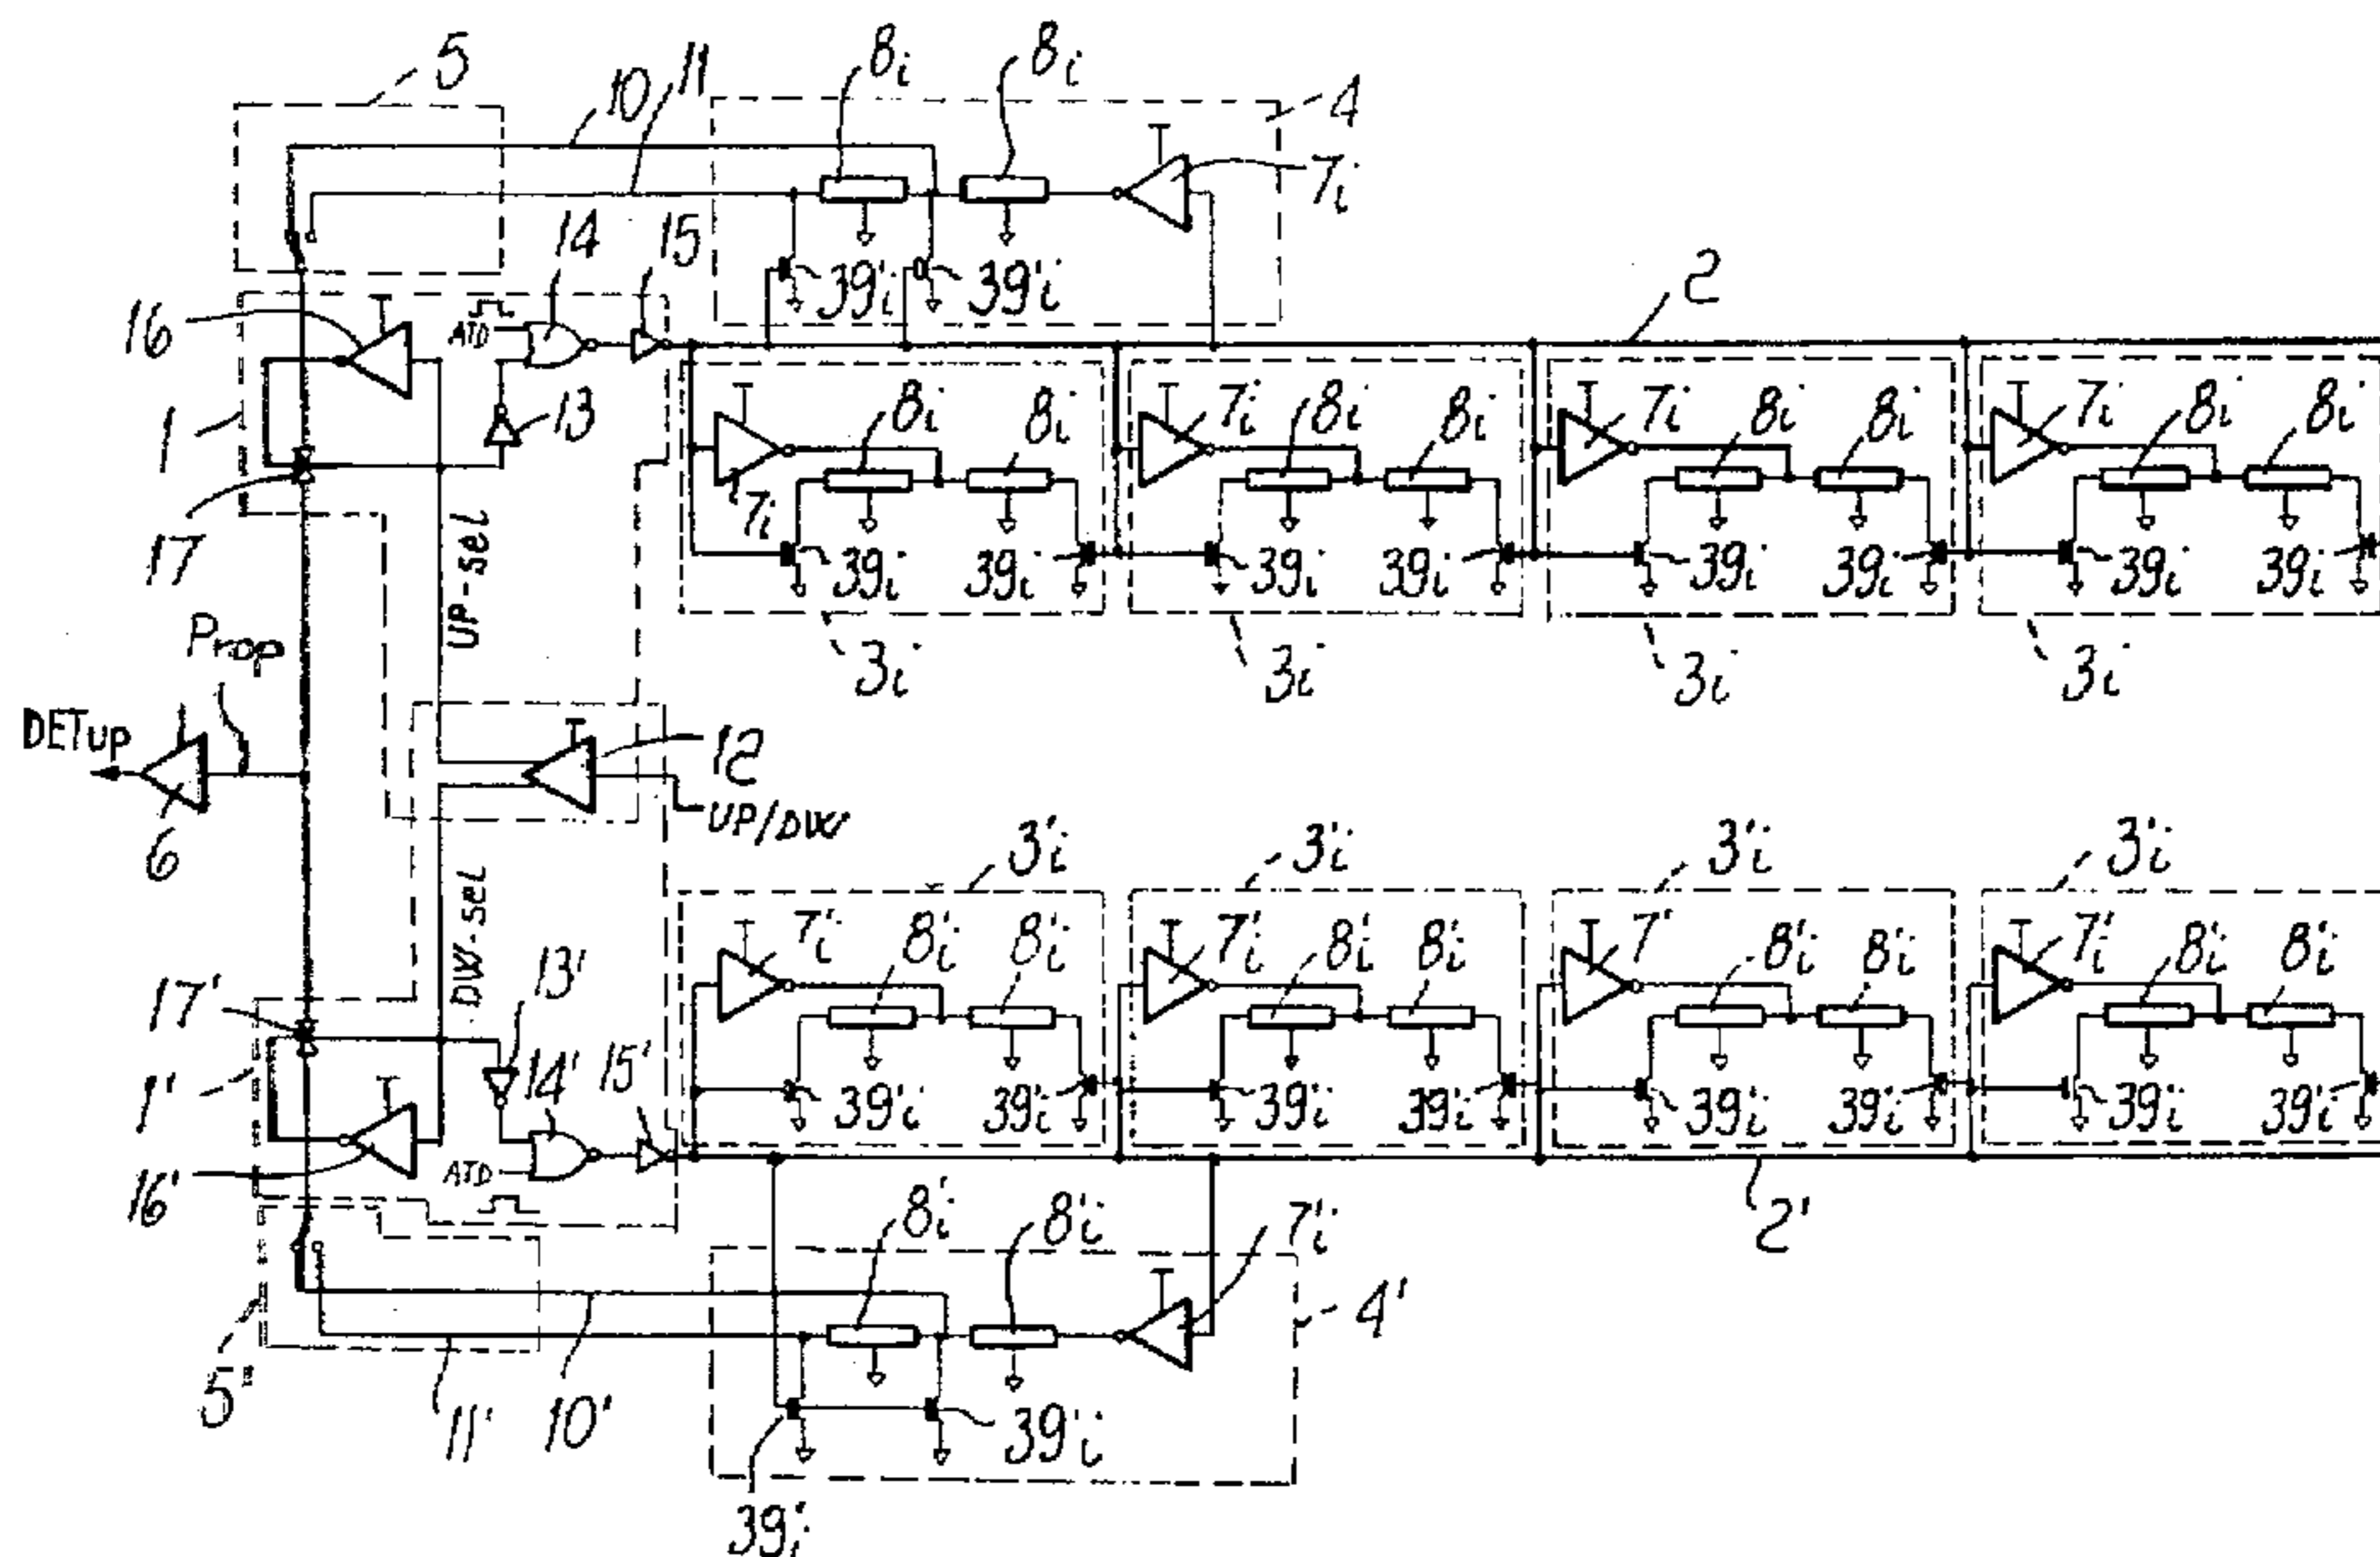 5
10
11
8i
8i
4
7i
14
15
39'i
39'i
2
16
ATD
13
1
17
7i
8i
8i
7i
8i
8i
7i
8i
8i
7i
8i
8i
39i
39i
39i
39i
39i
39i
39i
39i
UP-sel
3i
3i
3i
3i
Prop
DETup
6
12
UP/DW
DW-sel
3'i
3'i
3'i
3'i
7'i
8'i
8'i
7'i
8'i
8'i
7'
8'i
8'i
7'i
8'i
8'i
17'
13'
14'
15'
1'
39'i
39'i
39'i
39'i
39'i
39'i
39'i
39'i
16'
ATD
2'
8'i
8'i
7'i
4'
5'
11'
10'
39'i
39'i